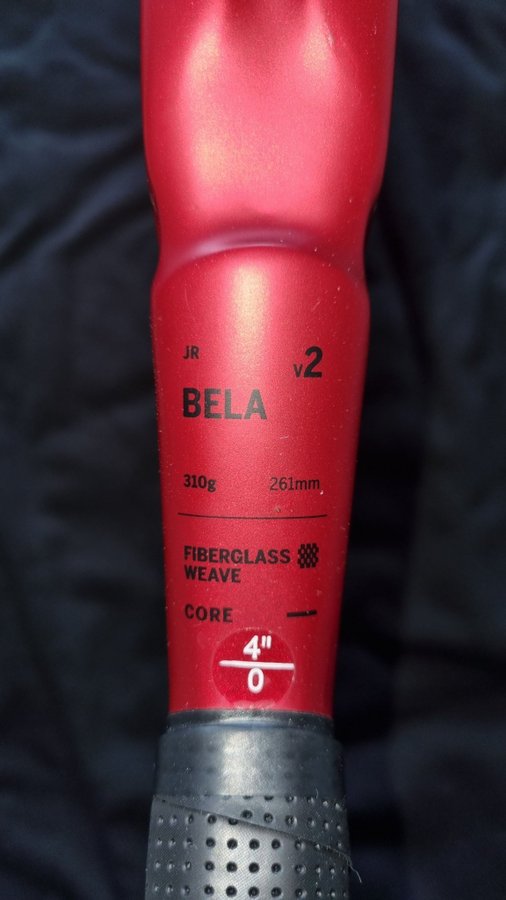 JR
v2
BELA
310g 261mm
FIBERGLASS
WEAVE
CORE
4"
0